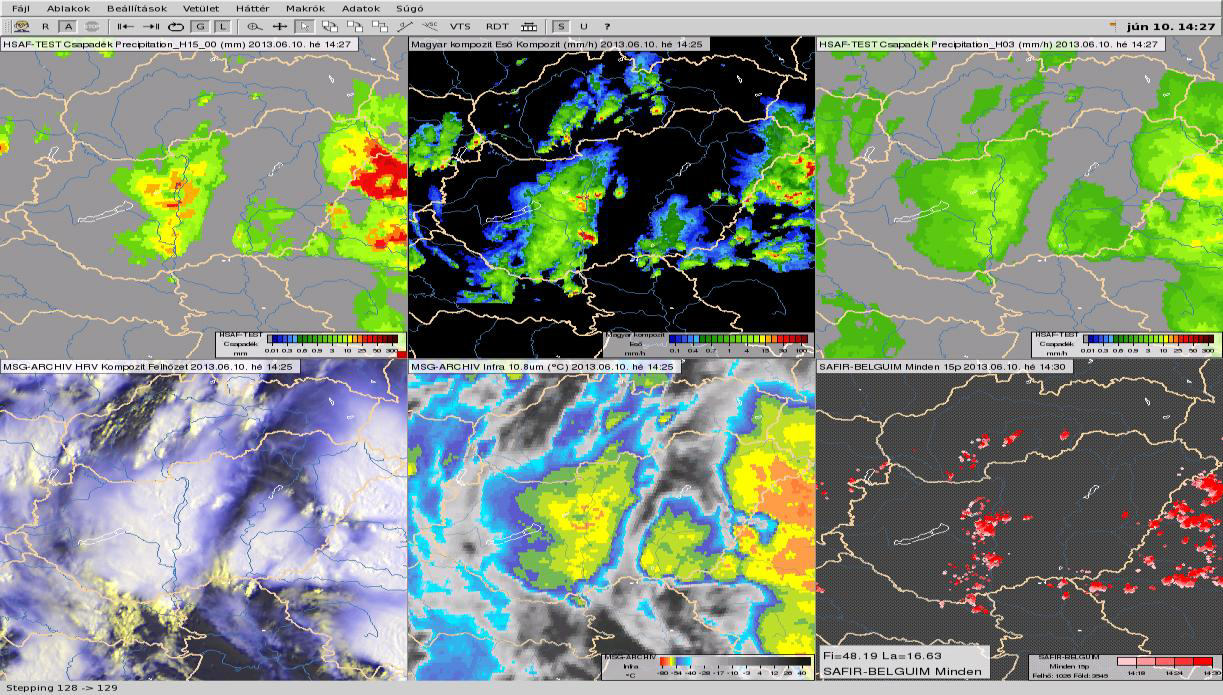 Fájl Ablakok Beállítások Vetület Háttér Makrók Adatok Súgó
R A STOP G L VSC VTS RDT S U ? jún 10. 14:27
HSAF-TEST Csapadék Precipitation_H15_00 (mm) 2013.06.10. hé 14:27
Magyar kompozit Eső Kompozit (mm/h) 2013.06.10. hé 14:25
HSAF-TEST Csapadék Precipitation_H03 (mm) 2013.06.10. hé 14:27
HSAF-TEST
Csapadék
mm
0.01 0.3 0.6 0.9 3 10 25 50 300
Magyar kompozit
Eső
mm/h
0.1 0.4 0.7 1 4 15 30 100
HSAF-TEST
Csapadék
mm
0.01 0.3 0.6 0.9 3 10 25 50 300
MSG-ARCHIV HRV Kompozit Felhőzet 2013.06.10. hé 14:25
MSG-ARCHIV Infra 10.8um (°C) 2013.06.10. hé 14:25
SAFIR-BELGUIM Minden 15p 2013.06.10. hé 14:30
MSG-ARCHIV
Infra
°C
-80 -54 -40 -28 -17 -10 -3 4 12 26 40
Fi=48.19 La=16.63
SAFIR-BELGUIM Minden
SAFIR-BELGUIM
Minden 15p
14:18 14:24 14:30
Stepping 128 -> 129